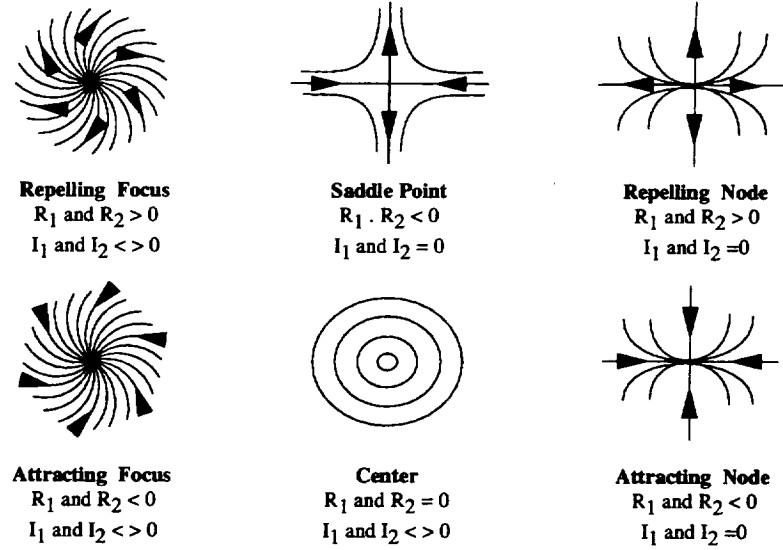 Repelling Focus
R1 and R2 > 0
I1 and I2 < > 0
Saddle Point
R1 . R2 < 0
I1 and I2 = 0
Repelling Node
R1 and R2 > 0
I1 and I2 =0
Attracting Focus
R1 and R2 < 0
I1 and I2 < > 0
Center
R1 and R2 = 0
I1 and I2 < > 0
Attracting Node
R1 and R2 < 0
I1 and I2 =0